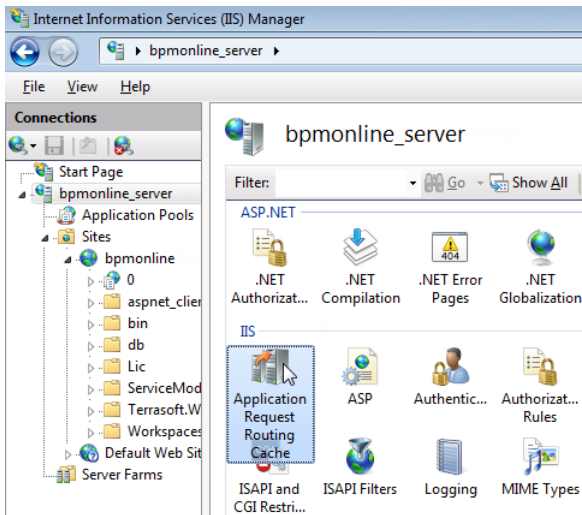 Internet Information Services (IIS) Manager
bpmonline_server
File View Help
Connections
Start Page
bpmonline_server
Application Pools
Sites
bpmonline
0
aspnet_clier
bin
db
Lic
ServiceMod
Terrasoft.W
Workspaces
Default Web Sit
Server Farms
bpmonline_server
Filter: Go Show All
ASP.NET
.NET Authorizat...
.NET Compilation
404
.NET Error Pages
.NET Globalization
IIS
Application Request Routing Cache
ASP
Authentic...
Authorizat... Rules
ISAPI and CGI Restri...
ISAPI Filters
Logging
MIME Types